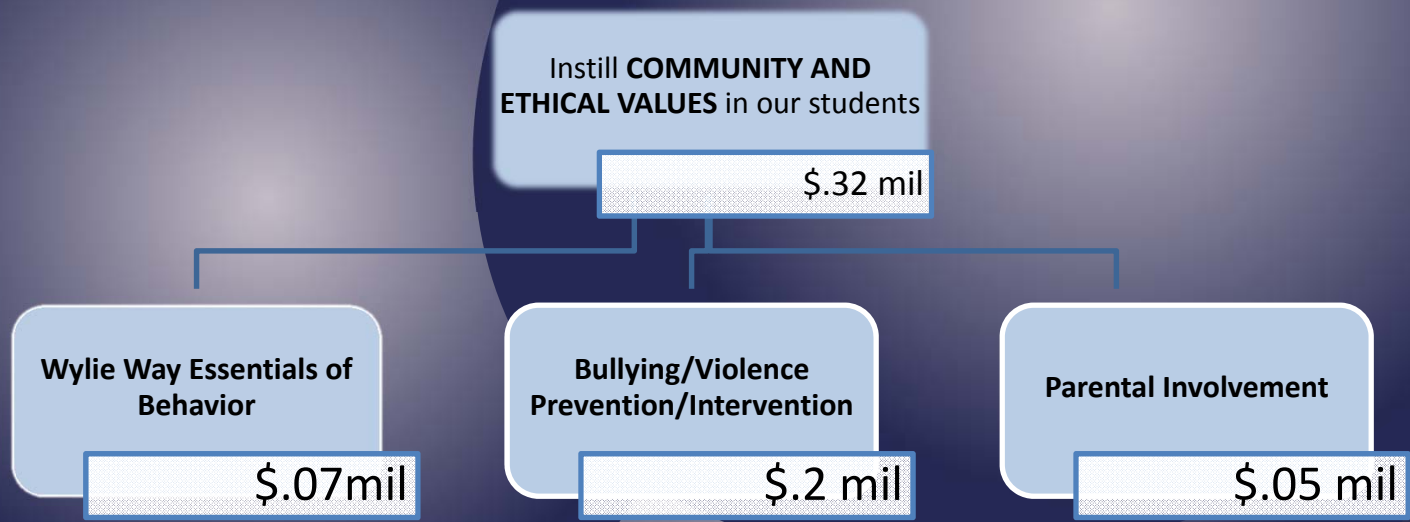 Instill COMMUNITY AND
ETHICAL VALUES in our students
$.32 mil
Wylie Way Essentials of
Behavior
$.07mil
Bullying/Violence
Prevention/Intervention
$.2 mil
Parental Involvement
$.05 mil